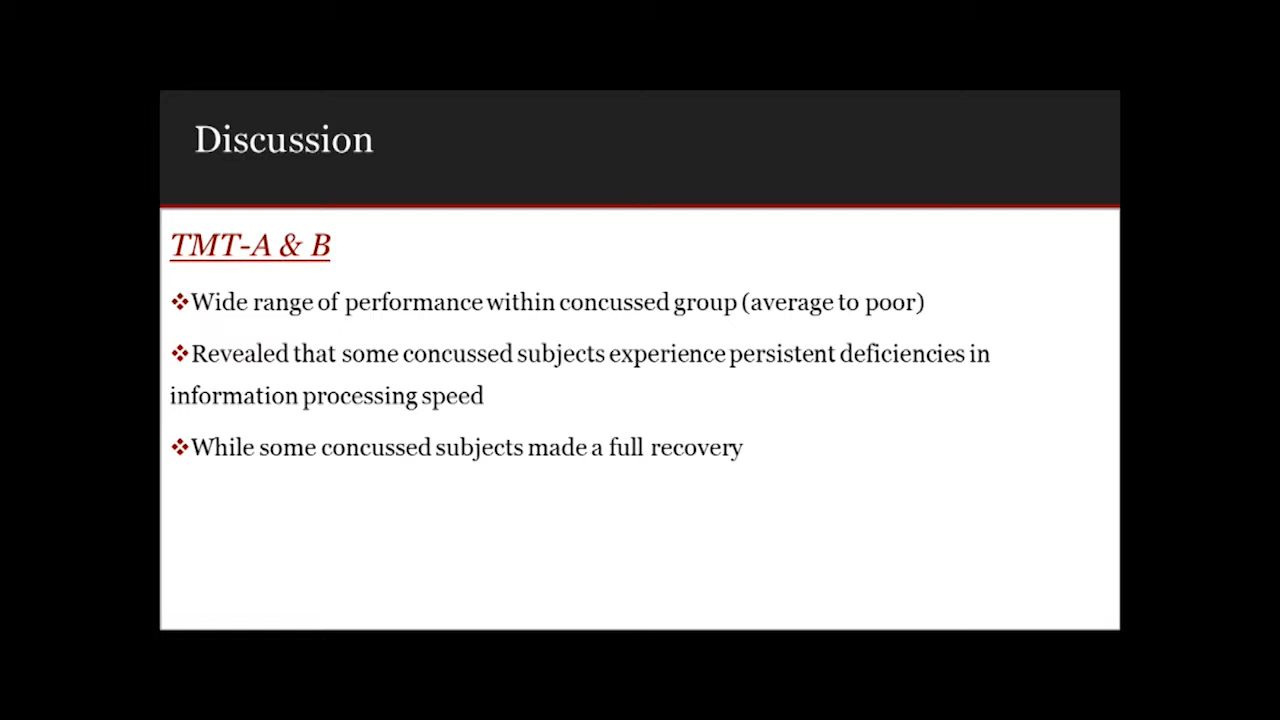 Discussion
TMT-A & B
❖Wide range of performance within concussed group (average to poor)
❖Revealed that some concussed subjects experience persistent deficiencies in
information processing speed
❖While some concussed subjects made a full recovery